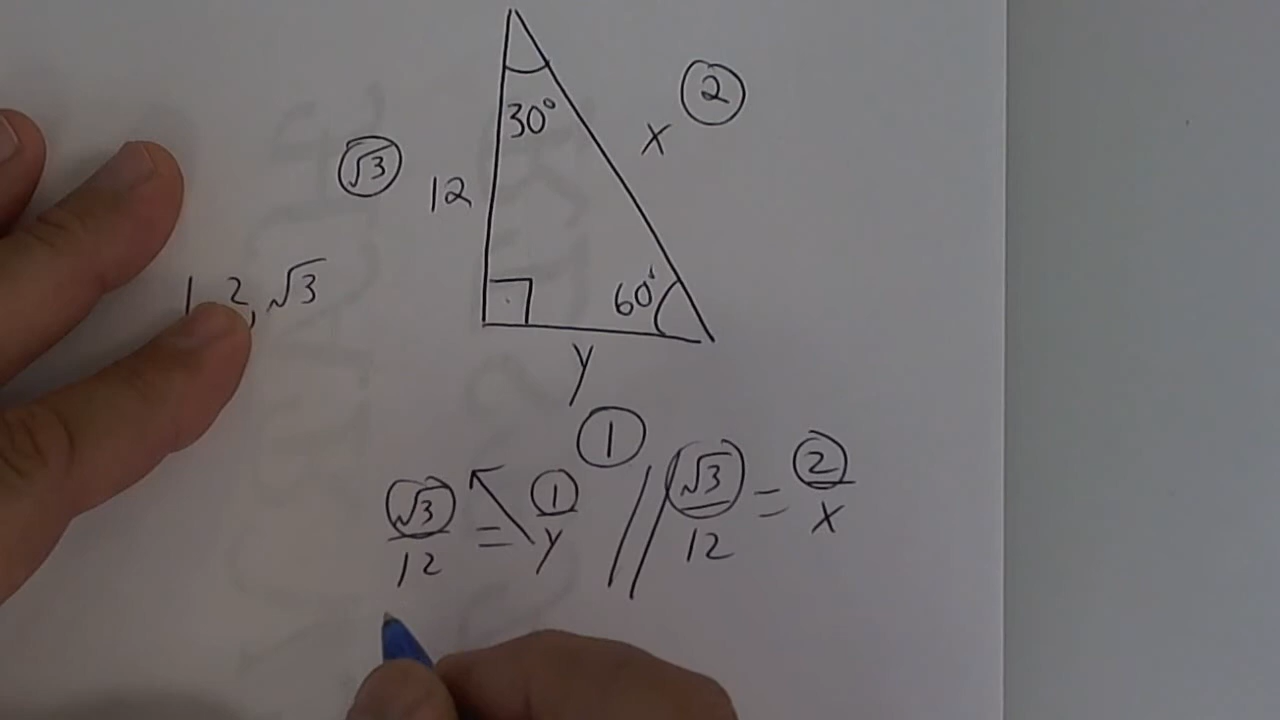 30°
x ②
√3 12
1 2, √3
60°
y
①
√3/12 = 1/y // √3/12 = 2/x